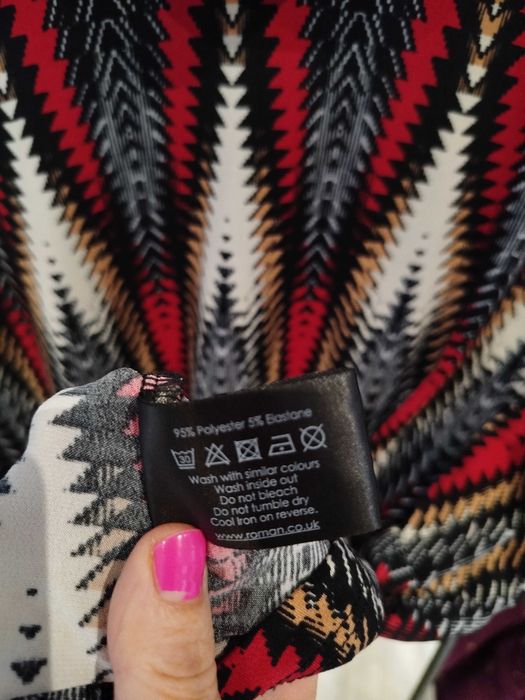 95% Polyester 5% Elastane
30
Wash with similar colours
Wash inside out
Do not bleach
Do not tumble dry
Cool Iron on reverse.
www.roman.co.uk